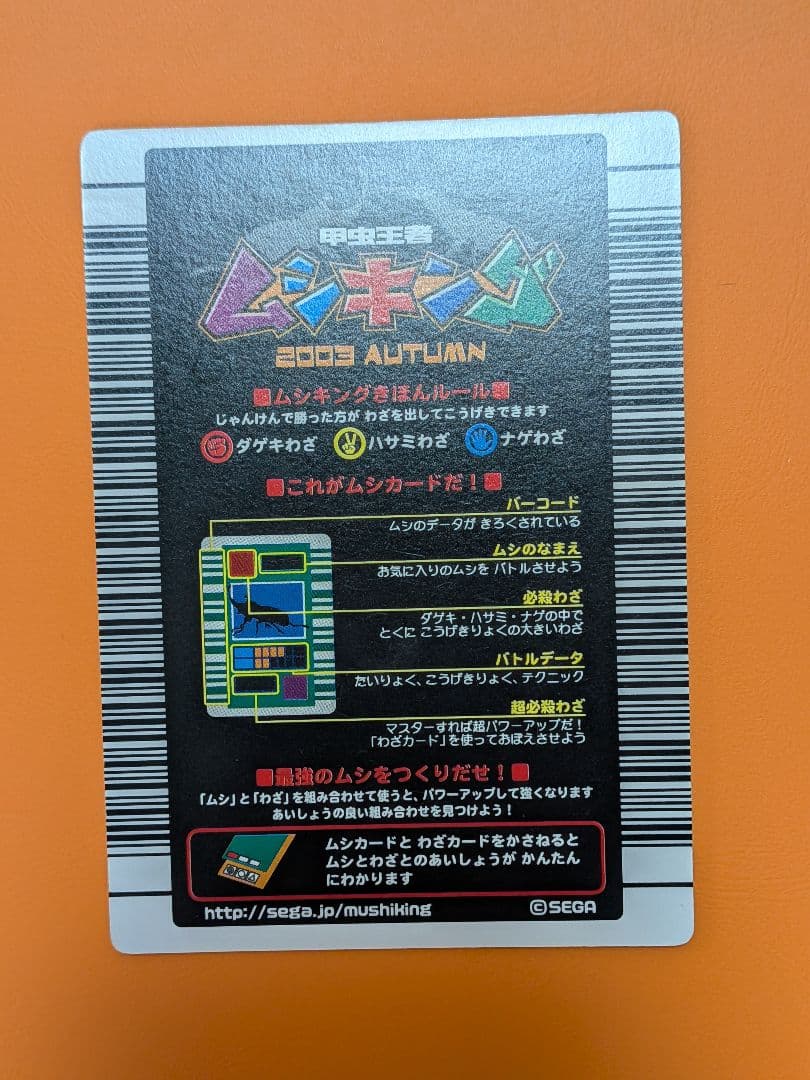 甲虫王者
ムシキング
2003 AUTUMN
■ムシキングきほんルール■
じゃんけんで勝った方が わざを出してこうげきできます
ダゲキわざ ハサミわざ ナゲわざ
■これがムシカードだ！■
バーコード
ムシのデータが きろくされている
ムシのなまえ
お気に入りのムシを バトルさせよう
必殺わざ
ダゲキ・ハサミ・ナゲの中で
とくに こうげきりょくの大きいわざ
バトルデータ
たいりょく、こうげきりょく、テクニック
超必殺わざ
マスターすれば超パワーアップだ！
「わざカード」を使っておぼえさせよう
■最強のムシをつくりだせ！■
「ムシ」と「わざ」を組み合わせて使うと、パワーアップして強くなります
あいしょうの良い組み合わせを見つけよう！
ムシカードと わざカードをかさねると
ムシとわざとのあいしょうが かんたん
にわかります
http://sega.jp/mushiking ©SEGA